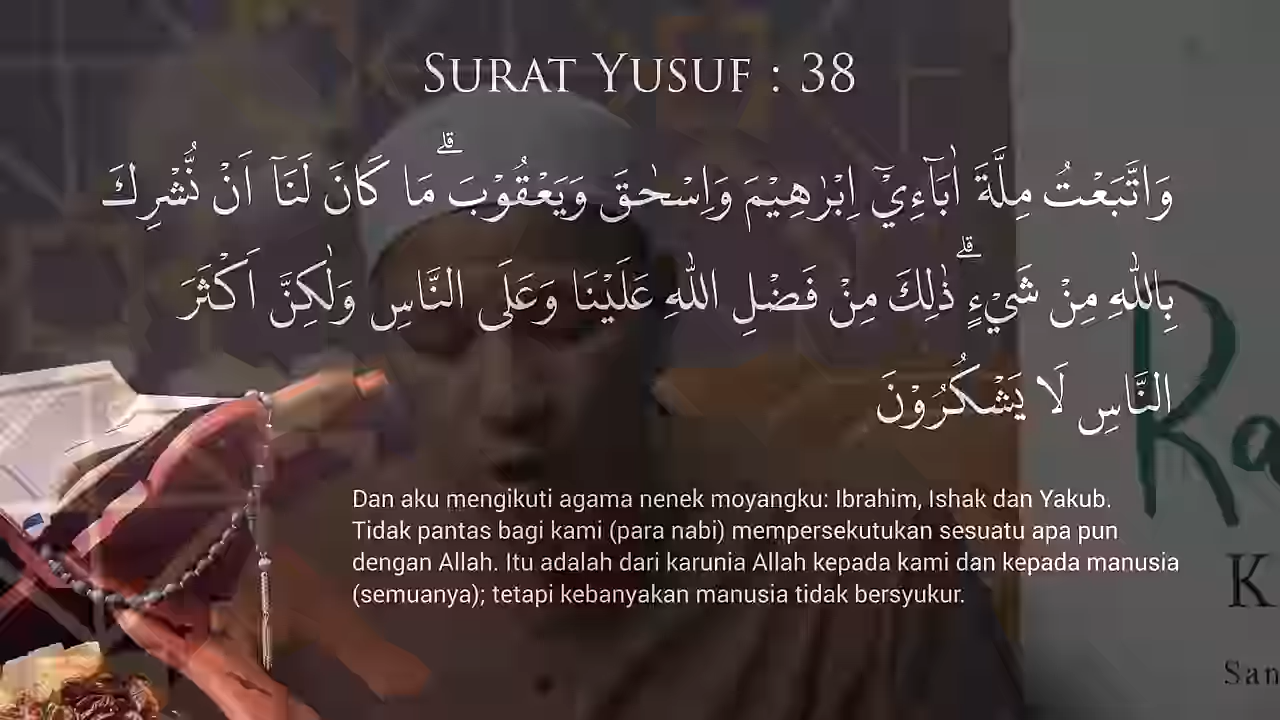 SURAT YUSUF : 38
وَاتَّبَعْتُ مِلَّةَ اٰبَاۤءِيْٓ اِبْرٰهِيْمَ وَاِسْحٰقَ وَيَعْقُوْبَۗ مَا كَانَ لَنَآ اَنْ نُّشْرِكَ
بِاللّٰهِ مِنْ شَيْءٍۗ ذٰلِكَ مِنْ فَضْلِ اللّٰهِ عَلَيْنَا وَعَلَى النَّاسِ وَلٰكِنَّ اَكْثَرَ
النَّاسِ لَا يَشْكُرُوْنَ
Dan aku mengikuti agama nenek moyangku: Ibrahim, Ishak dan Yakub.
Tidak pantas bagi kami (para nabi) mempersekutukan sesuatu apa pun
dengan Allah. Itu adalah dari karunia Allah kepada kami dan kepada manusia
(semuanya); tetapi kebanyakan manusia tidak bersyukur.